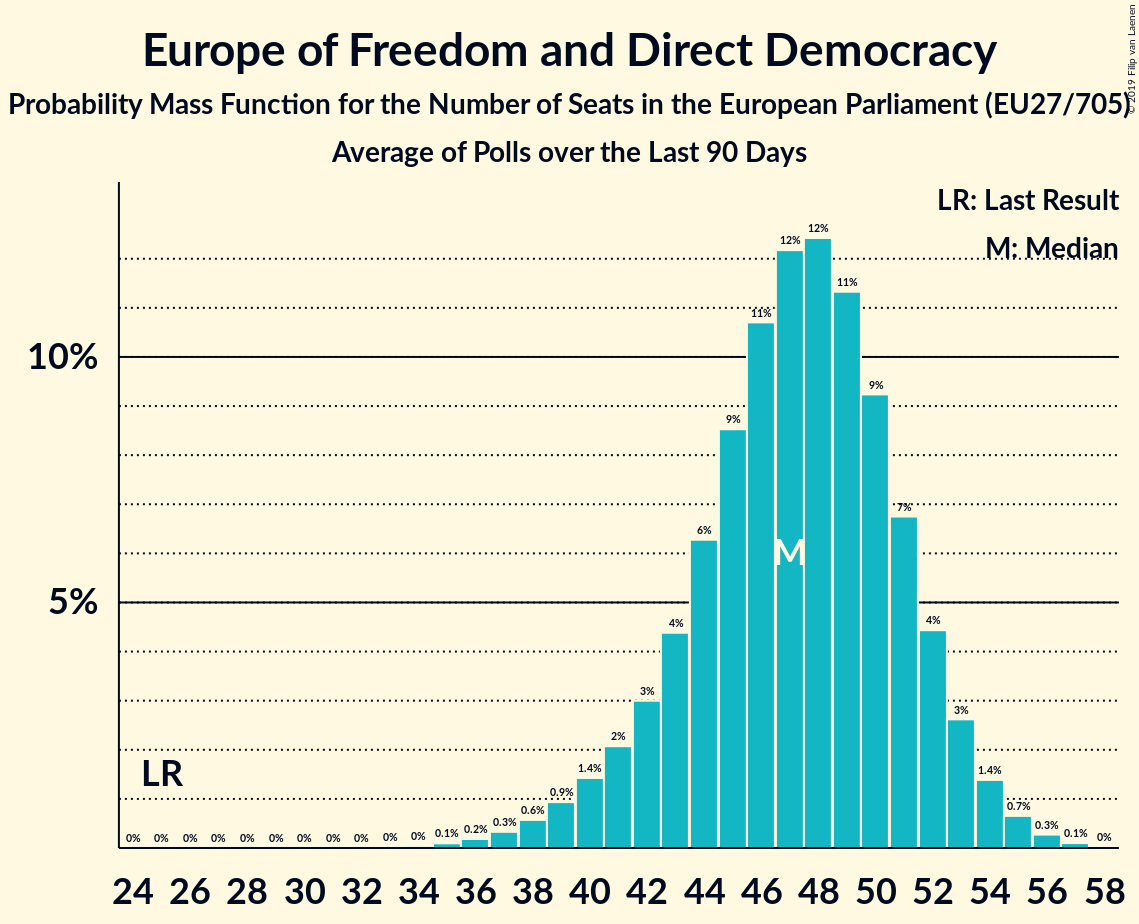 Europe of Freedom and Direct Democracy
Probability Mass Function for the Number of Seats in the European Parliament (EU27/705)
Average of Polls over the Last 90 Days
© 2019 Filip van Laenen
LR: Last Result
M: Median
10%
5%
LR
M
0% 0% 0% 0% 0% 0% 0% 0% 0% 0% 0% 0.1% 0.2% 0.3% 0.6% 0.9% 1.4% 2% 3% 4% 6% 9% 11% 12% 12% 11% 9% 7% 4% 3% 1.4% 0.7% 0.3% 0.1% 0%
24 26 28 30 32 34 36 38 40 42 44 46 48 50 52 54 56 58